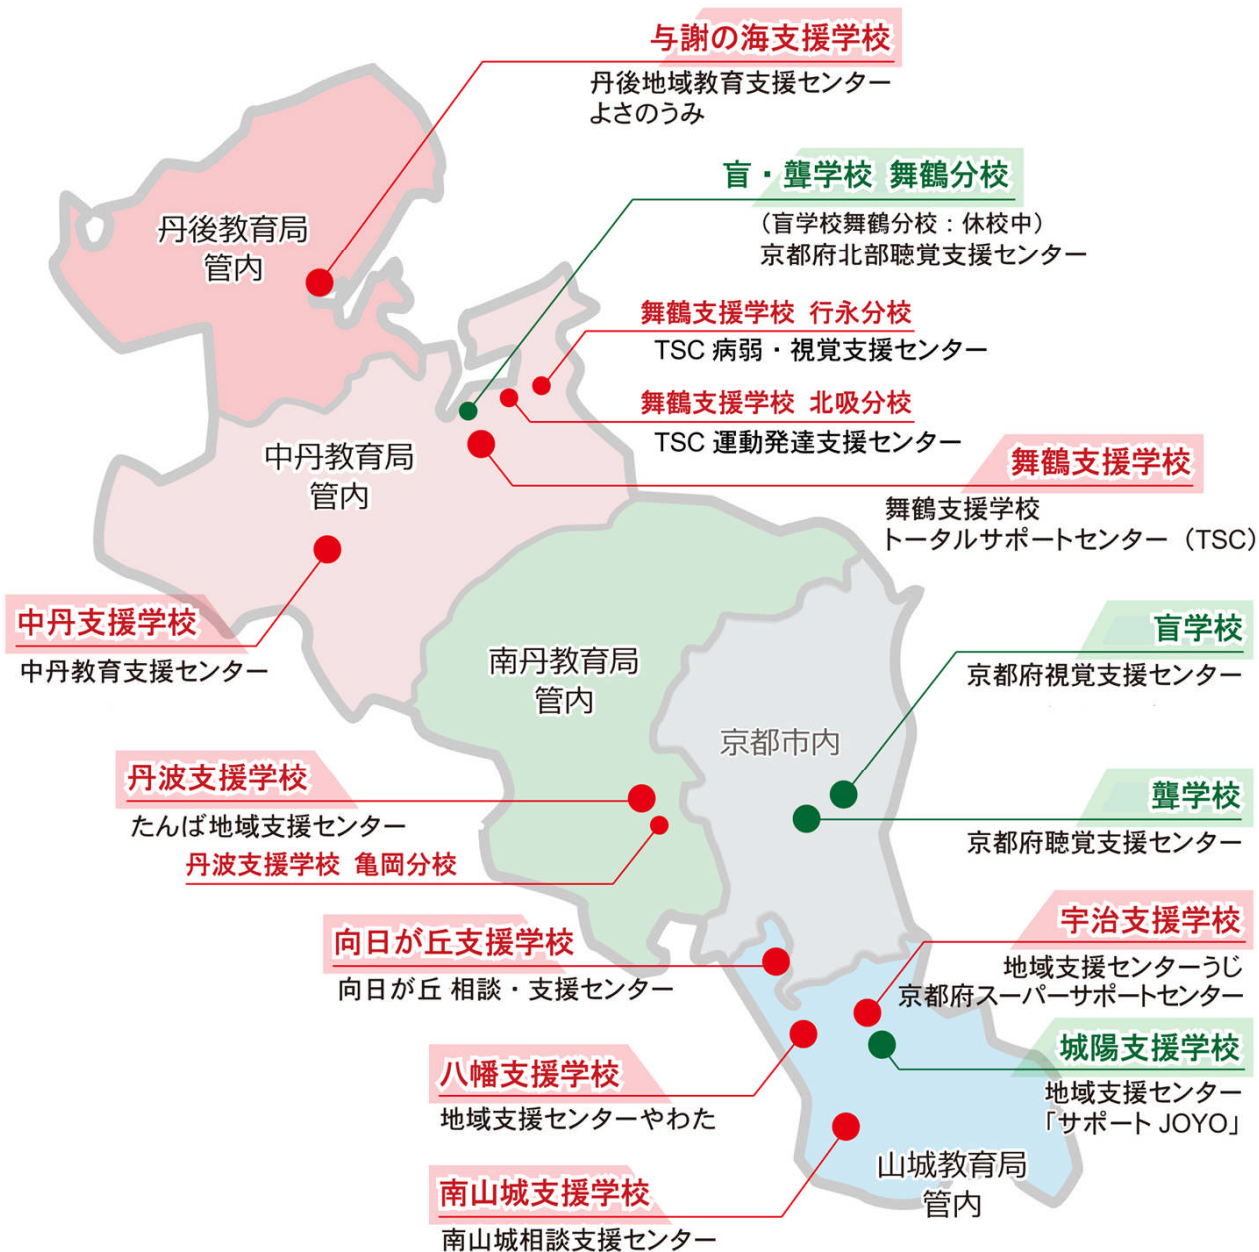 与謝の海支援学校
丹後地域教育支援センター
よさのうみ
盲・聾学校 舞鶴分校
(盲学校舞鶴分校:休校中)
京都府北部聴覚支援センター
丹後教育局
管内
舞鶴支援学校 行永分校
TSC 病弱・視覚支援センター
舞鶴支援学校 北吸分校
TSC 運動発達支援センター
中丹教育局
管内
舞鶴支援学校
舞鶴支援学校
トータルサポートセンター(TSC)
中丹支援学校
中丹教育支援センター
盲学校
京都府視覚支援センター
南丹教育局
管内
京都市内
丹波支援学校
たんば地域支援センター
丹波支援学校 亀岡分校
聾学校
京都府聴覚支援センター
向日が丘支援学校
向日が丘 相談・支援センター
宇治支援学校
地域支援センターうじ
京都府スーパーサポートセンター
城陽支援学校
地域支援センター
「サポート JOYO」
八幡支援学校
地域支援センターやわた
山城教育局
管内
南山城支援学校
南山城相談支援センター